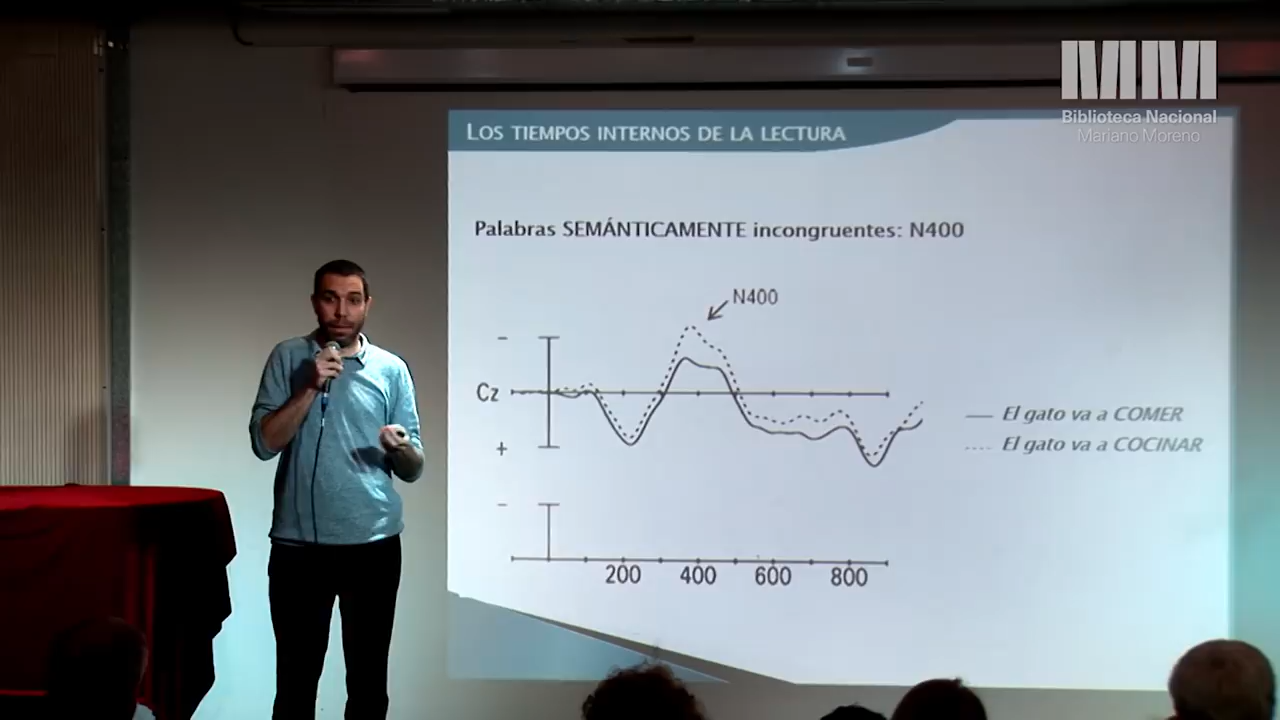 Biblioteca Nacional
Mariano Moreno
LOS TIEMPOS INTERNOS DE LA LECTURA
Palabras SEMÁNTICAMENTE incongruentes: N400
N400
-
Cz
+
El gato va a COMER
El gato va a COCINAR
-
200 400 600 800